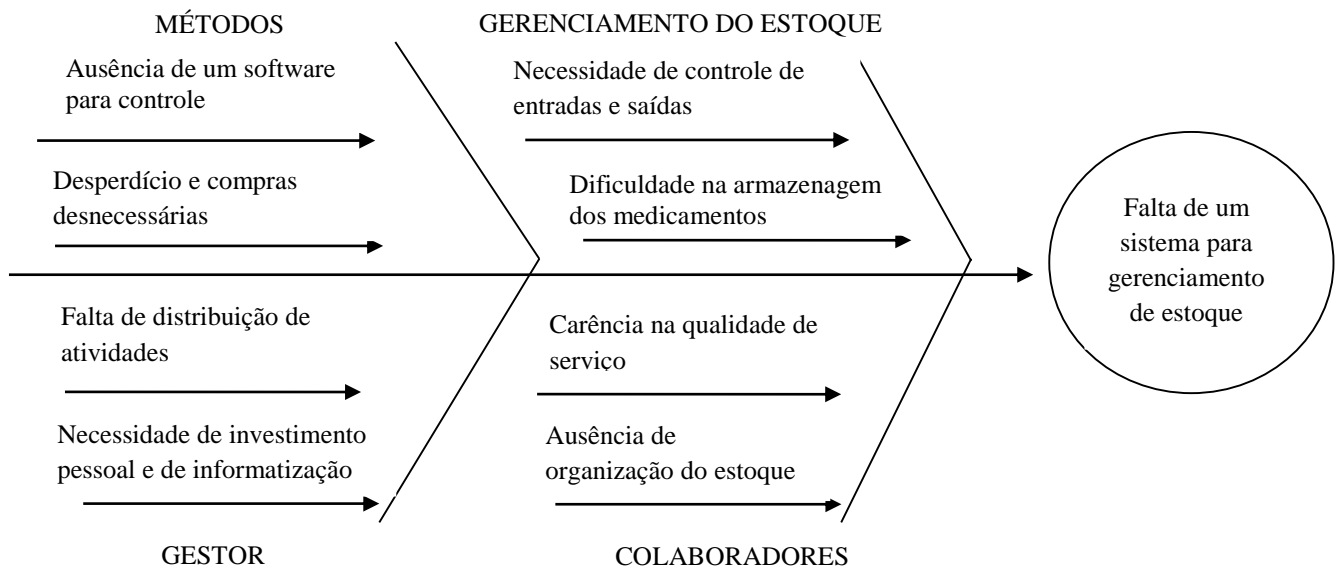 MÉTODOS
Ausência de um software
para controle
Desperdício e compras
desnecessárias
GERENCIAMENTO DO ESTOQUE
Necessidade de controle de
entradas e saídas
Dificuldade na armazenagem
dos medicamentos
Falta de um
sistema para
gerenciamento
de estoque
Falta de distribuição de
atividades
Necessidade de investimento
pessoal e de informatização
GESTOR
Carência na qualidade de
serviço
Ausência de
organização do estoque
COLABORADORES